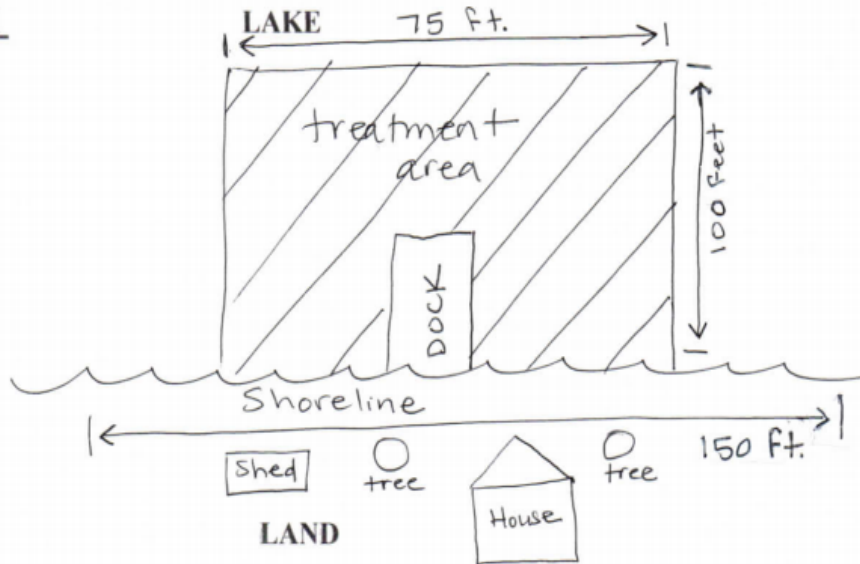 LAKE
75 ft.
treatment
area
100 feet
DOCK
Shoreline
150 ft.
Shed
tree
tree
House
LAND